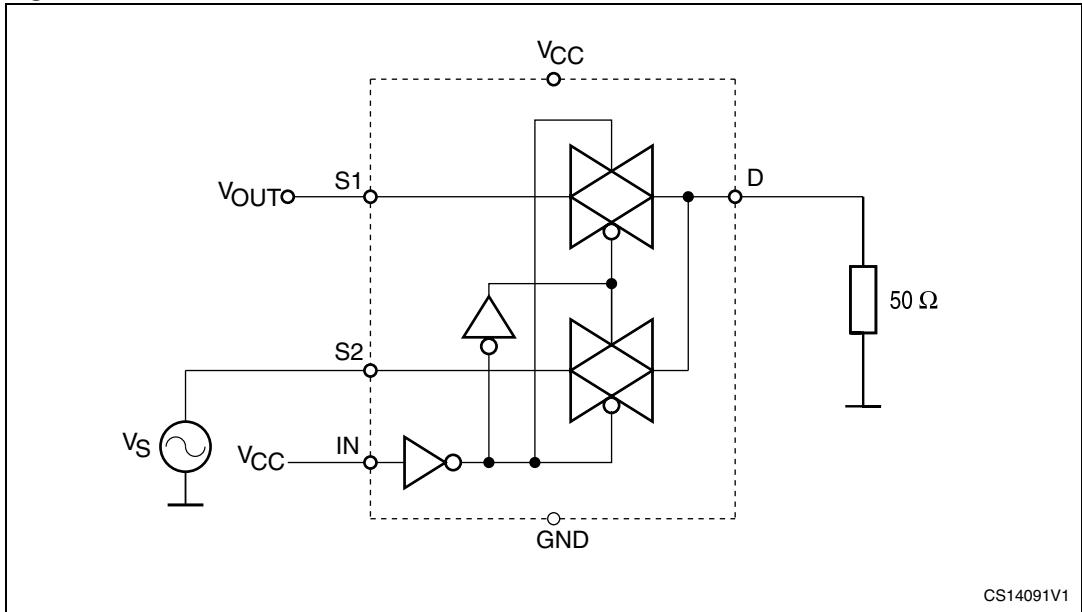 VCC
S1
D
VOUT
50 Ω
S2
VS
VCC
IN
GND
CS14091V1